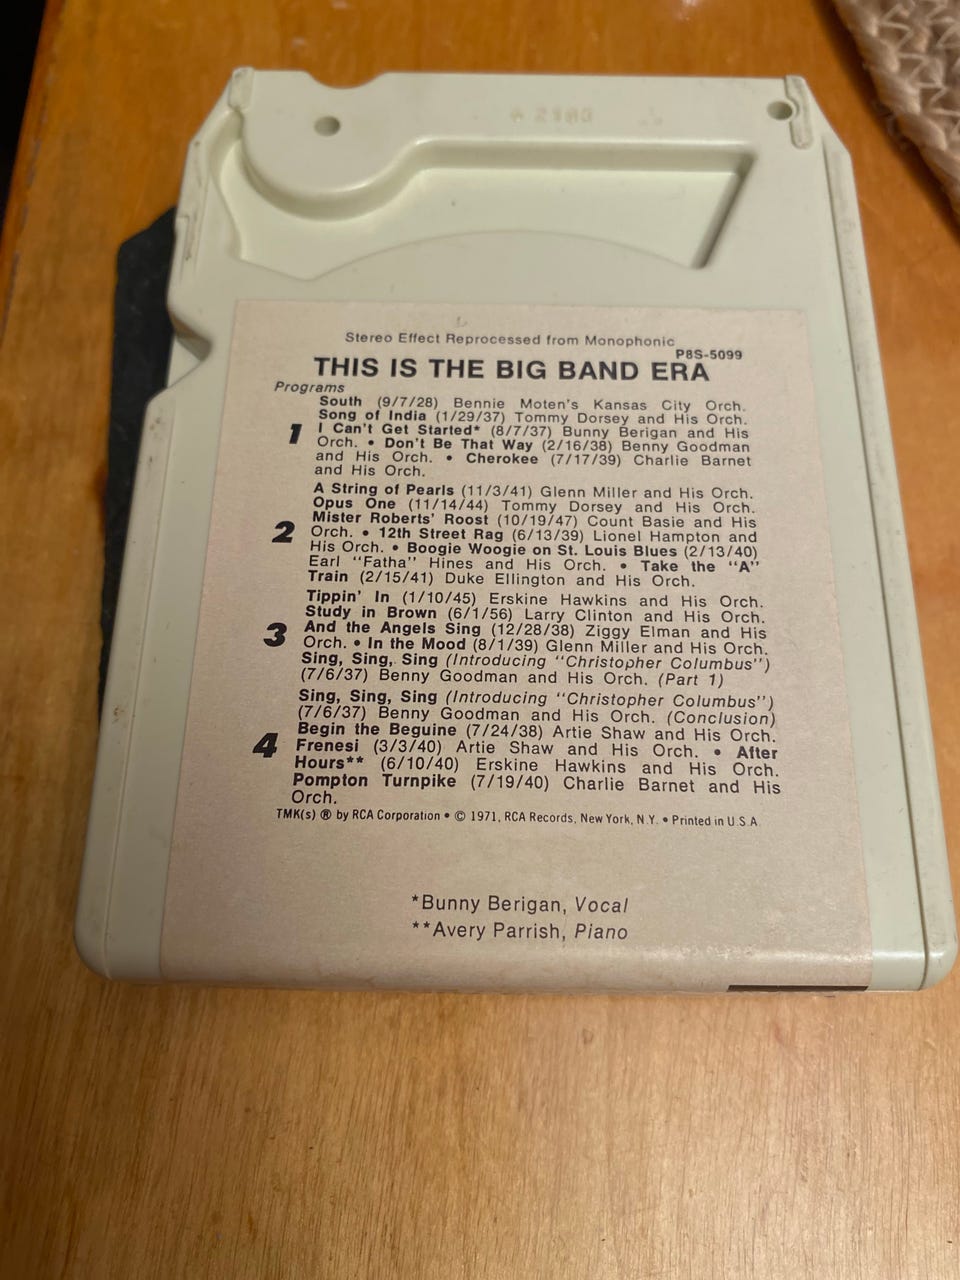 A 2180
Stereo Effect Reprocessed from Monophonic
P8S-5099
THIS IS THE BIG BAND ERA
Programs
1
South (9/7/28) Bennie Moten's Kansas City Orch.
Song of India (1/29/37) Tommy Dorsey and His Orch.
I Can't Get Started* (8/7/37) Bunny Berigan and His
Orch. • Don't Be That Way (2/16/38) Benny Goodman
and His Orch. • Cherokee (7/17/39) Charlie Barnet
and His Orch.
2
A String of Pearls (11/3/41) Glenn Miller and His Orch.
Opus One (11/14/44) Tommy Dorsey and His Orch.
Mister Roberts' Roost (10/19/47) Count Basie and His
Orch. • 12th Street Rag (6/13/39) Lionel Hampton and
His Orch. • Boogie Woogie on St. Louis Blues (2/13/40)
Earl "Fatha" Hines and His Orch. • Take the "A"
Train (2/15/41) Duke Ellington and His Orch.
3
Tippin' In (1/10/45) Erskine Hawkins and His Orch.
Study in Brown (6/1/56) Larry Clinton and His Orch.
And the Angels Sing (12/28/38) Ziggy Elman and His
Orch. • In the Mood (8/1/39) Glenn Miller and His Orch.
Sing, Sing, Sing (Introducing "Christopher Columbus")
(7/6/37) Benny Goodman and His Orch. (Part 1)
4
Sing, Sing, Sing (Introducing "Christopher Columbus")
(7/6/37) Benny Goodman and His Orch. (Conclusion)
Begin the Beguine (7/24/38) Artie Shaw and His Orch.
Frenesi (3/3/40) Artie Shaw and His Orch. • After
Hours** (6/10/40) Erskine Hawkins and His Orch.
Pompton Turnpike (7/19/40) Charlie Barnet and His
Orch.
TMK(s) ® by RCA Corporation • © 1971, RCA Records, New York, N.Y. • Printed in U.S.A.
*Bunny Berigan, Vocal
**Avery Parrish, Piano